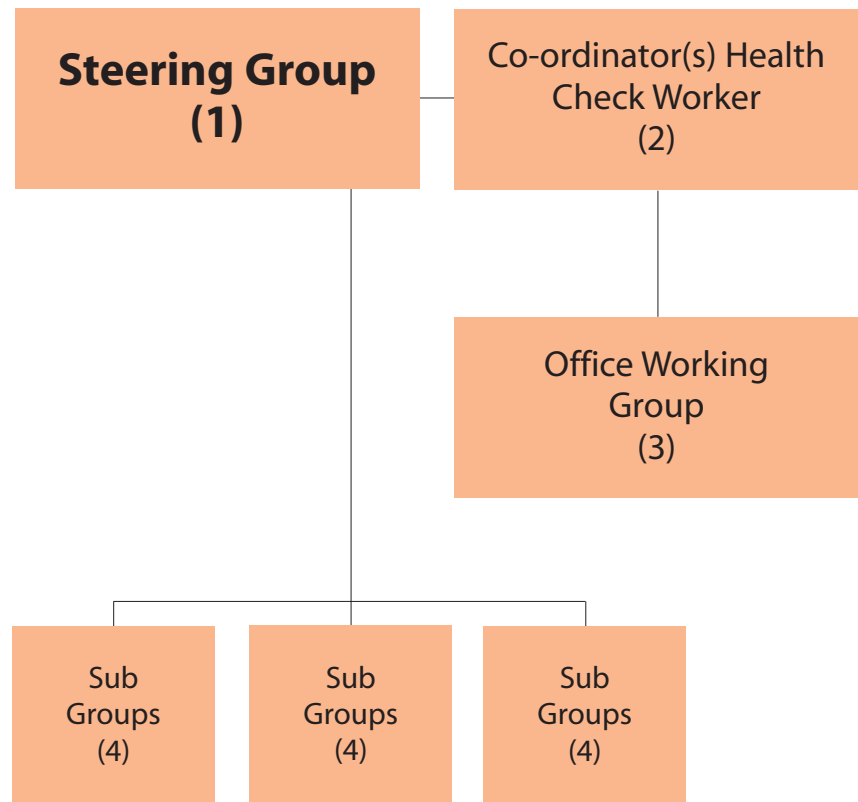 Steering Group
(1)
Co-ordinator(s) Health
Check Worker
(2)
Office Working
Group
(3)
Sub
Groups
(4)
Sub
Groups
(4)
Sub
Groups
(4)